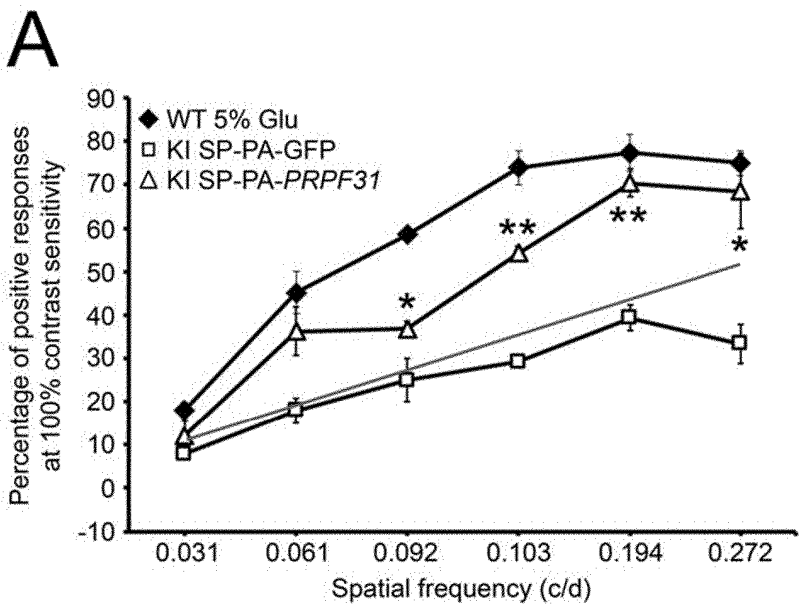 A
90
80
70
60
50
40
30
20
10
0
-10
Percentage of positive responses
at 100% contrast sensitivity
WT 5% Glu
KI SP-PA-GFP
KI SP-PA-PRPF31
*
**
**
*
0.031 0.061 0.092 0.103 0.194 0.272
Spatial frequency (c/d)